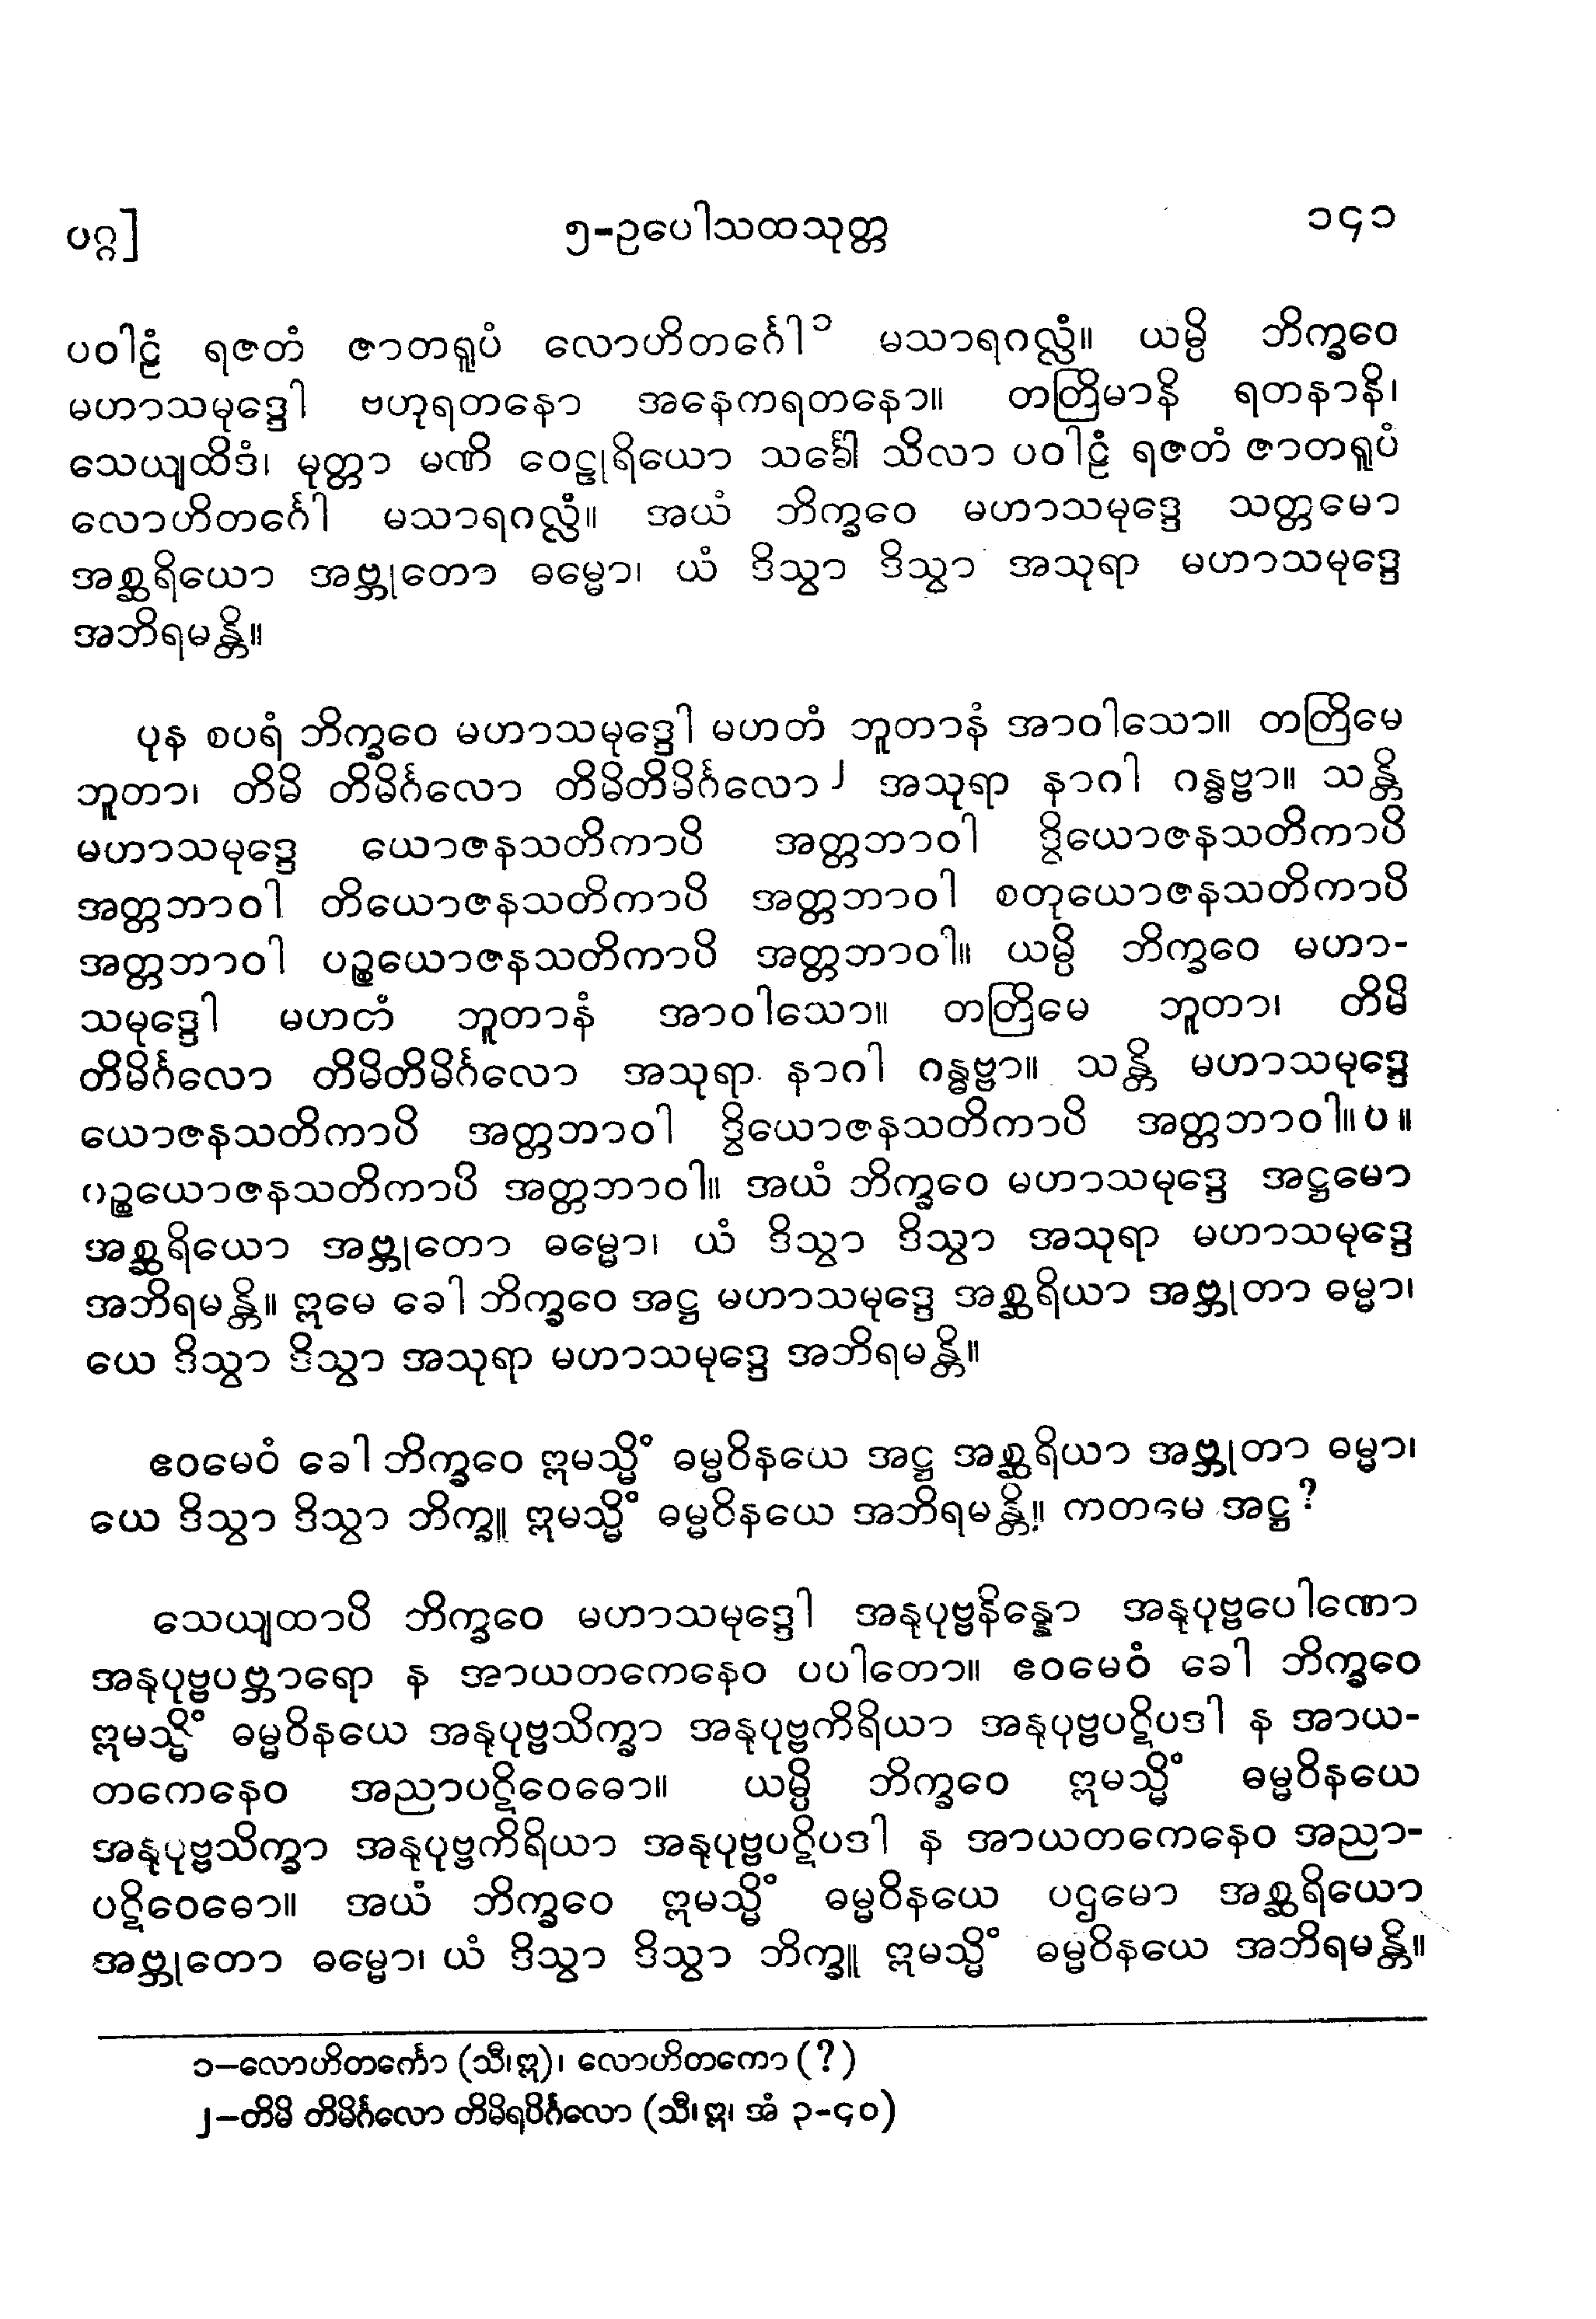 ပဂ္ဂ]
၅-ဥပေါသထသုတ္တ
၁၄၁
ပဝါဠံ ရဇတံ ဇာတရူပံ လောဟိတင်္ဂေါ၁ မသာရဂလ္လံ။ ယမ္ပိ ဘိက္ခဝေ
မဟာသမုဒ္ဒေါ ဗဟုရတနော အနေကရတနော။ တတြိမာနိ ရတနာနိ၊
သေယျထိဒံ၊ မုတ္တာ မဏိ ဝေဠုရိယော သင်္ခေါ သိလာ ပဝါဠံ ရဇတံ ဇာတရူပံ
လောဟိတင်္ဂေါ မသာရဂလ္လံ။ အယံ ဘိက္ခဝေ မဟာသမုဒ္ဒေ သတ္တမော
အစ္ဆရိယော အဗ္ဘုတော ဓမ္မော၊ ယံ ဒိသွာ ဒိသွာ အသုရာ မဟာသမုဒ္ဒေ
အဘိရမန္တိ။
ပုန စပရံ ဘိက္ခဝေ မဟာသမုဒ္ဒေါ မဟတံ ဘူတာနံ အာဝါသော။ တတြိမေ
ဘူတာ၊ တိမိ တိမိင်္ဂလော တိမိတိမိင်္ဂလော၂ အသုရာ နာဂါ ဂန္ဓဗ္ဗာ။ သန္တိ
မဟာသမုဒ္ဒေ ယောဇနသတိကာပိ အတ္တဘာဝါ ဒွိယောဇနသတိကာပိ
အတ္တဘာဝါ တိယောဇနသတိကာပိ အတ္တဘာဝါ စတုယောဇနသတိကာပိ
အတ္တဘာဝါ ပဉ္စယောဇနသတိကာပိ အတ္တဘာဝါ။ ယမ္ပိ ဘိက္ခဝေ မဟာ-
သမုဒ္ဒေါ မဟတံ ဘူတာနံ အာဝါသော။ တတြိမေ ဘူတာ၊ တိမိ
တိမိင်္ဂလော တိမိတိမိင်္ဂလော အသုရာ နာဂါ ဂန္ဓဗ္ဗာ။ သန္တိ မဟာသမုဒ္ဒေ
ယောဇနသတိကာပိ အတ္တဘာဝါ ဒွိယောဇနသတိကာပိ အတ္တဘာဝါ။ပ။
ပဉ္စယောဇနသတိကာပိ အတ္တဘာဝါ။ အယံ ဘိက္ခဝေ မဟာသမုဒ္ဒေ အဋ္ဌမော
အစ္ဆရိယော အဗ္ဘုတော ဓမ္မော၊ ယံ ဒိသွာ ဒိသွာ အသုရာ မဟာသမုဒ္ဒေ
အဘိရမန္တိ။ ဣမေ ခေါ ဘိက္ခဝေ အဋ္ဌ မဟာသမုဒ္ဒေ အစ္ဆရိယာ အဗ္ဘုတာ ဓမ္မာ၊
ယေ ဒိသွာ ဒိသွာ အသုရာ မဟာသမုဒ္ဒေ အဘိရမန္တိ။
ဧဝမေဝံ ခေါ ဘိက္ခဝေ ဣမသ္မိံ ဓမ္မဝိနယေ အဋ္ဌ အစ္ဆရိယာ အဗ္ဘုတာ ဓမ္မာ၊
ယေ ဒိသွာ ဒိသွာ ဘိက္ခူ ဣမသ္မိံ ဓမ္မဝိနယေ အဘိရမန္တိ။ ကတမေ အဋ္ဌ?
သေယျထာပိ ဘိက္ခဝေ မဟာသမုဒ္ဒေါ အနုပုဗ္ဗနိန္နော အနုပုဗ္ဗပေါဏော
အနုပုဗ္ဗပဗ္ဘာရော န အာယတကေနေဝ ပပါတော။ ဧဝမေဝံ ခေါ ဘိက္ခဝေ
ဣမသ္မိံ ဓမ္မဝိနယေ အနုပုဗ္ဗသိက္ခာ အနုပုဗ္ဗကိရိယာ အနုပုဗ္ဗပဋိပဒါ န အာယ-
တကေနေဝ အညာပဋိဝေဓော။ ယမ္ပိ ဘိက္ခဝေ ဣမသ္မိံ ဓမ္မဝိနယေ
အနုပုဗ္ဗသိက္ခာ အနုပုဗ္ဗကိရိယာ အနုပုဗ္ဗပဋိပဒါ န အာယတကေနေဝ အညာ-
ပဋိဝေဓော။ အယံ ဘိက္ခဝေ ဣမသ္မိံ ဓမ္မဝိနယေ ပဌမော အစ္ဆရိယော
အဗ္ဘုတော ဓမ္မော၊ ယံ ဒိသွာ ဒိသွာ ဘိက္ခူ ဣမသ္မိံ ဓမ္မဝိနယေ အဘိရမန္တိ။
၁–လောဟိတင်္ကော (သီ၊ဣ)၊ လောဟိတကော (?)
၂–တိမိ တိမိင်္ဂလော တိမိရပိင်္ဂလော (သီ၊ ဣ၊ အံ ၃-၄၀)